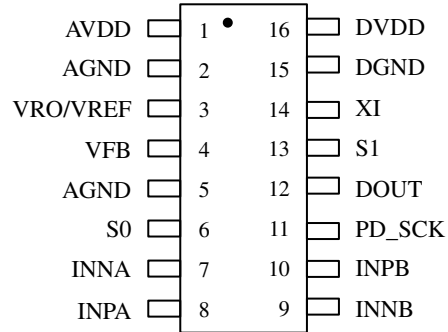 AVDD 1 16 DVDD
AGND 2 15 DGND
VRO/VREF 3 14 XI
VFB 4 13 S1
AGND 5 12 DOUT
S0 6 11 PD_SCK
INNA 7 10 INPB
INPA 8 9 INNB